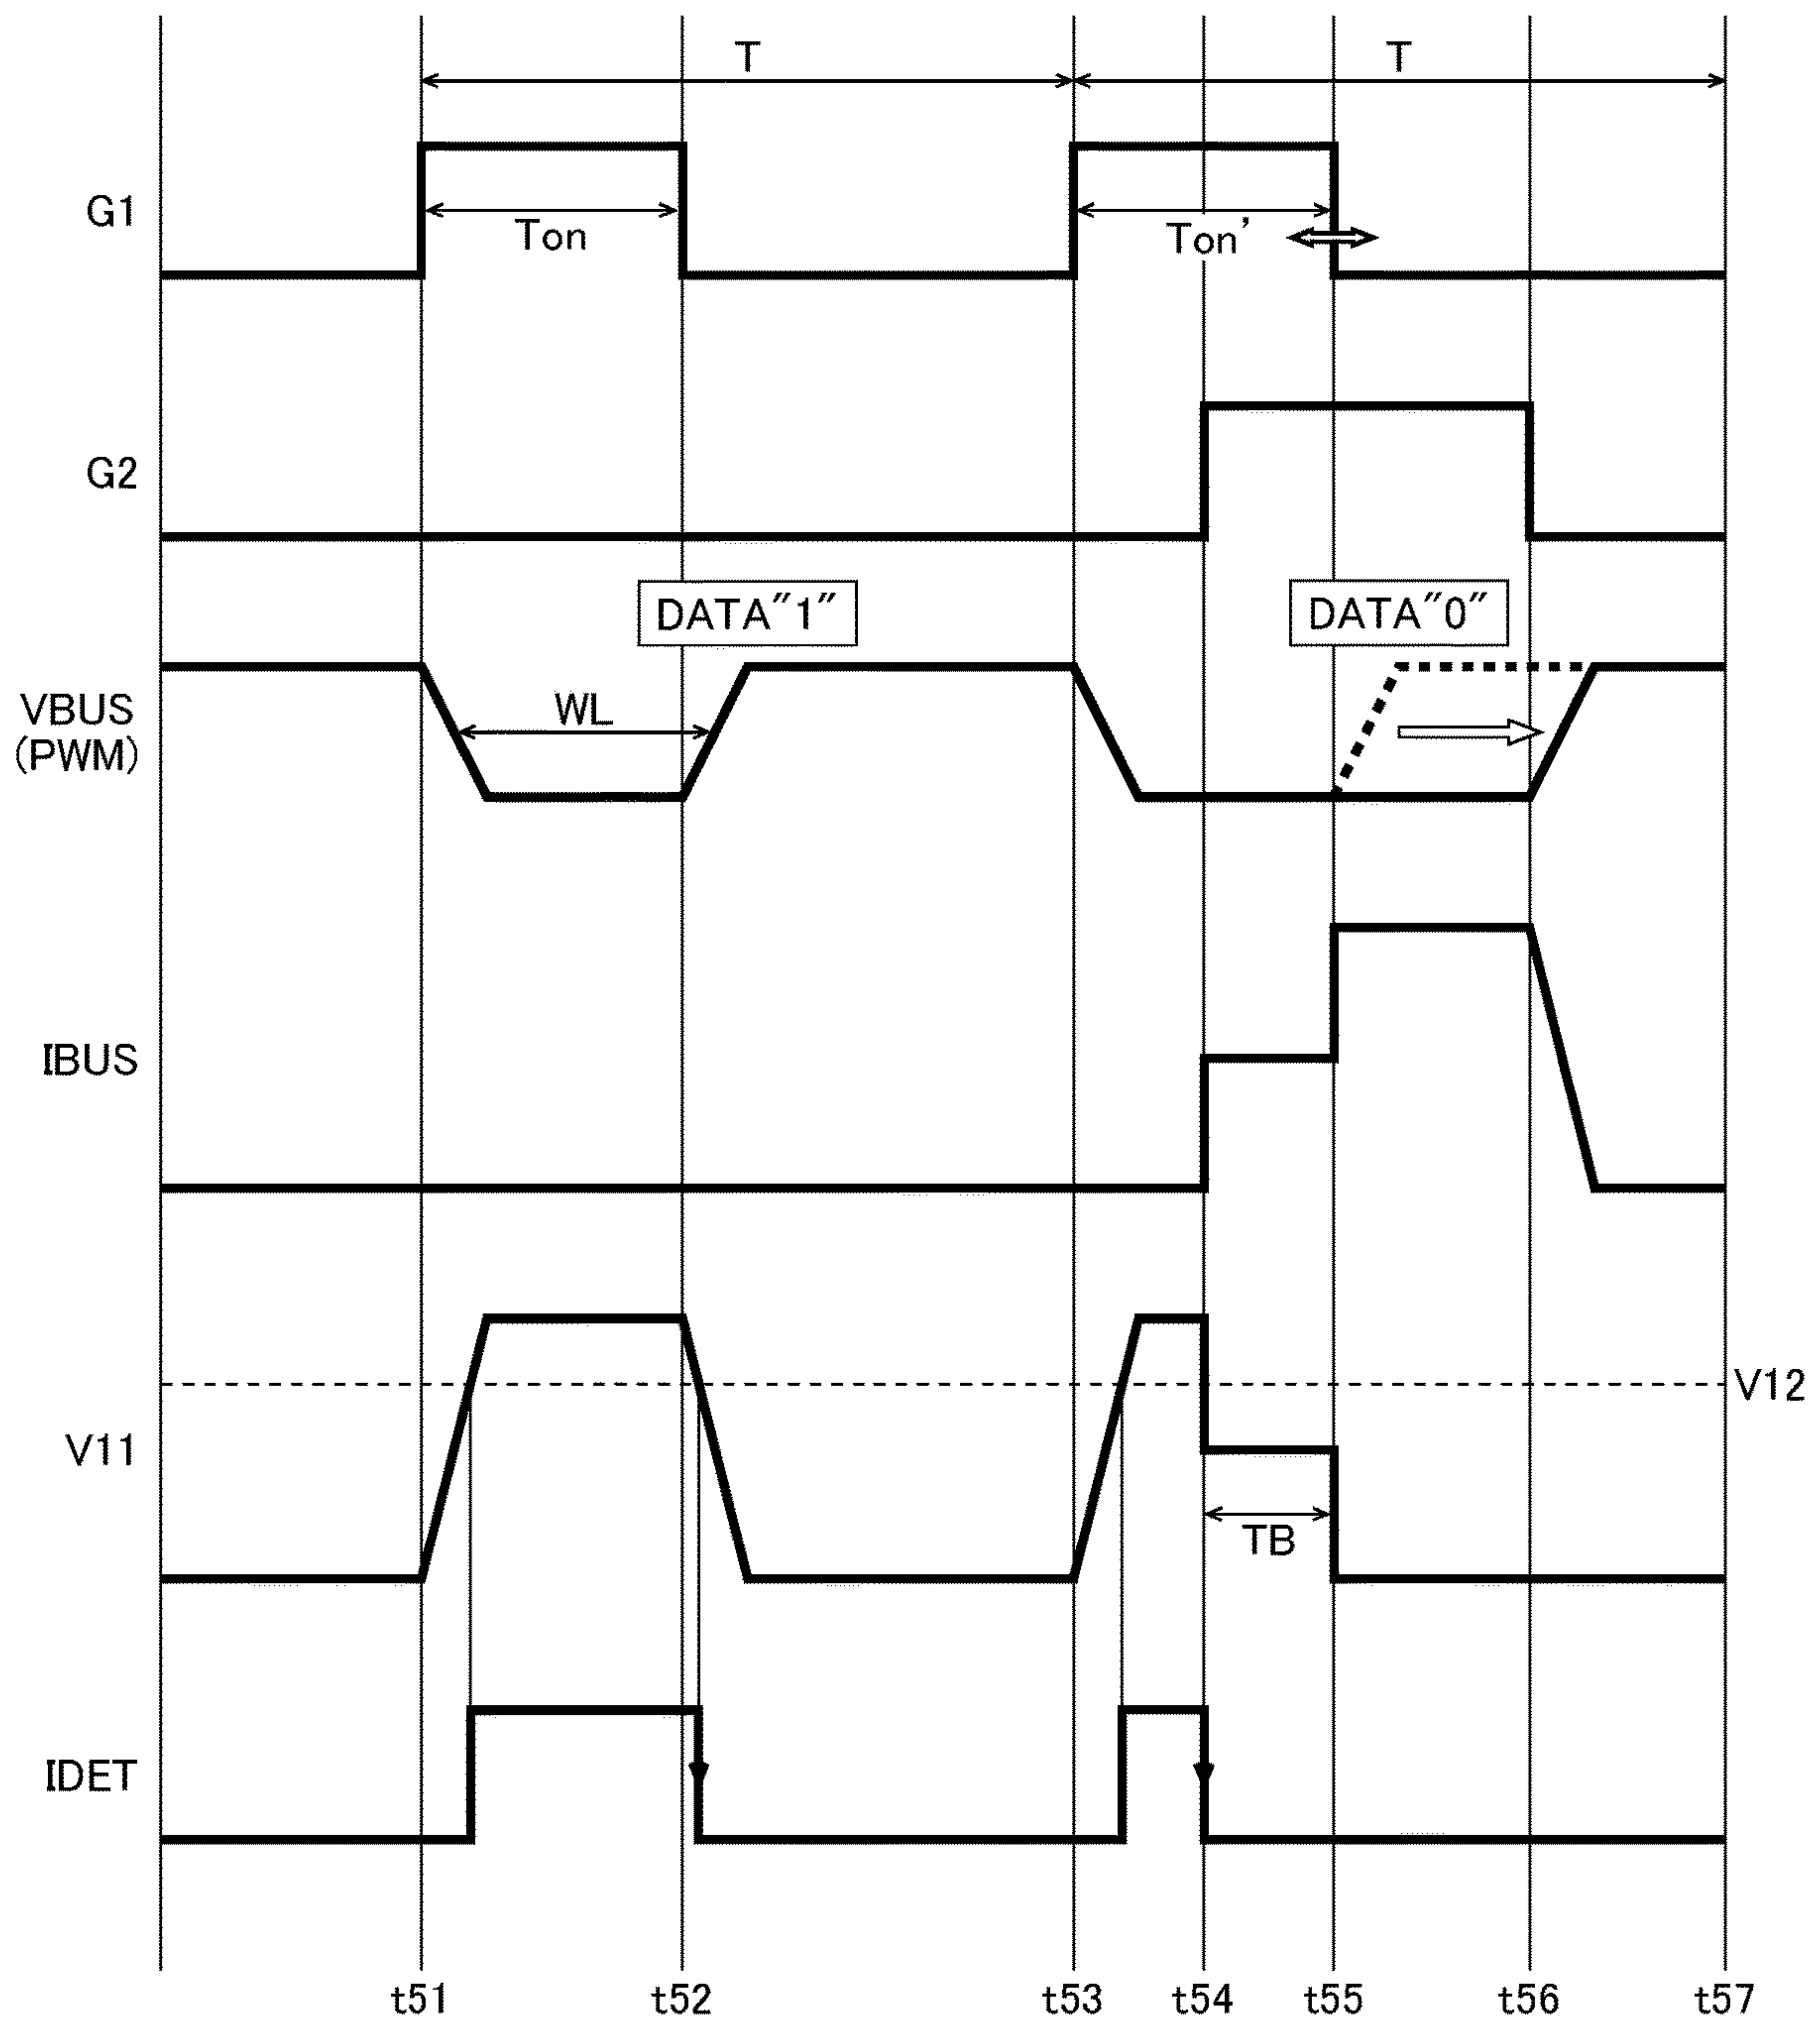 T T
G1
Ton Ton'
G2
DATA"1" DATA"0"
VBUS
(PWM)
WL
IBUS
V12
V11
TB
IDET
t51 t52 t53 t54 t55 t56 t57